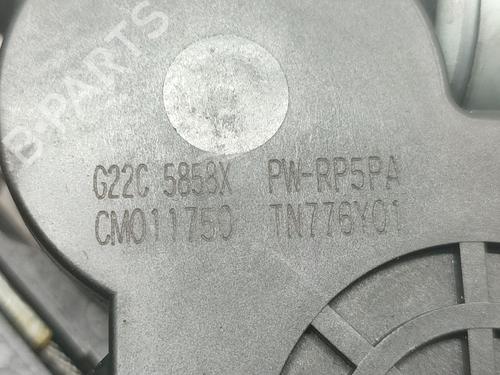 B-PARTS
G22C 5858X PW-RP5PA
CM011750 TN776Y01